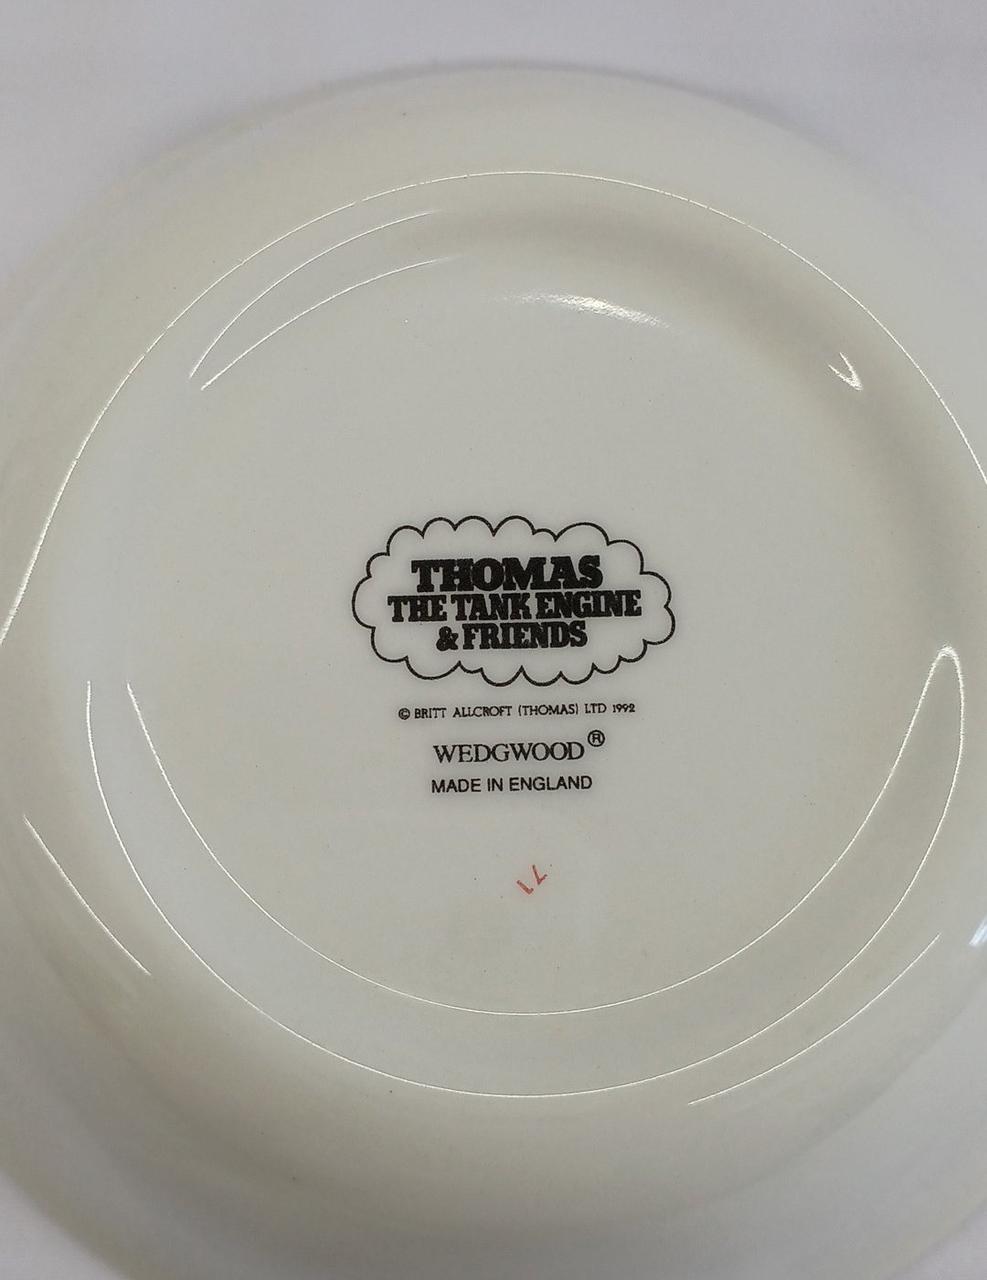 THOMAS
THE TANK ENGINE
& FRIENDS
© BRITT ALLCROFT (THOMAS) LTD 1992
WEDGWOOD®
MADE IN ENGLAND